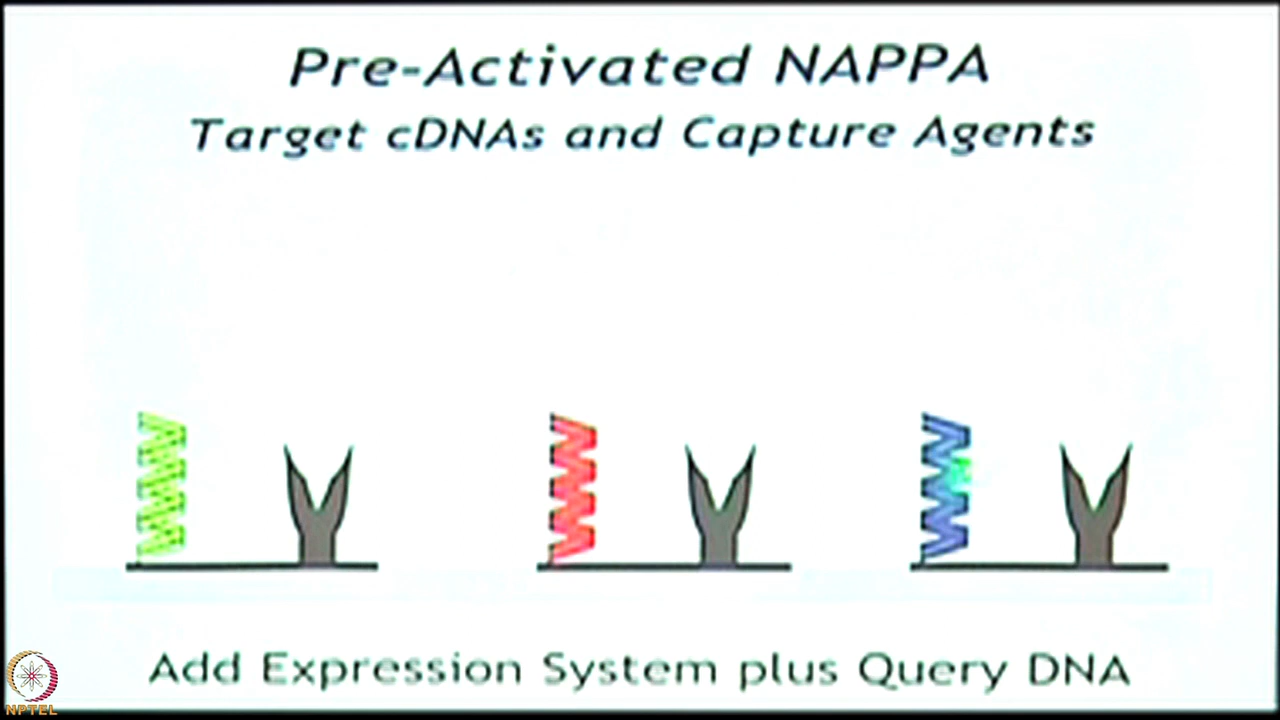 Pre-Activated NAPPA
Target cDNAs and Capture Agents
Add Expression System plus Query DNA
NPTEL